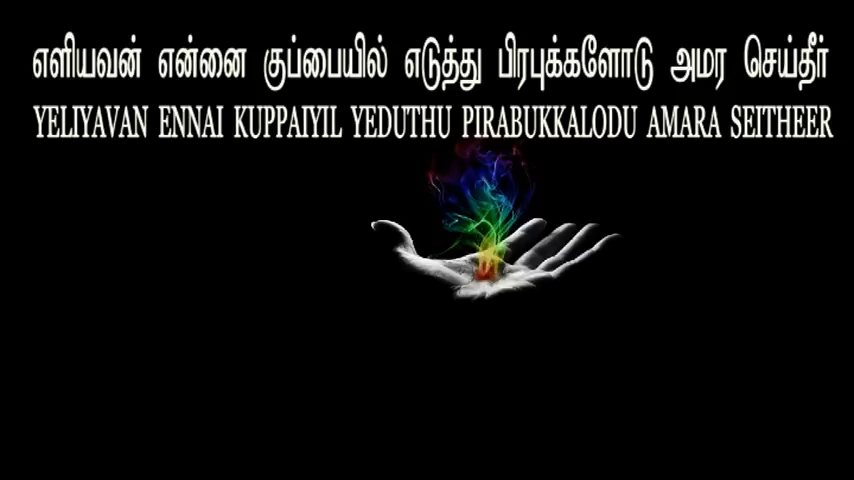 எளியவன் என்னை குப்பையில் எடுத்து பிரபுக்களோடு அமர செய்தீர்
YELIYAVAN ENNAI KUPPAIYIL YEDUTHU PIRABUKKALODU AMARA SEITHEER